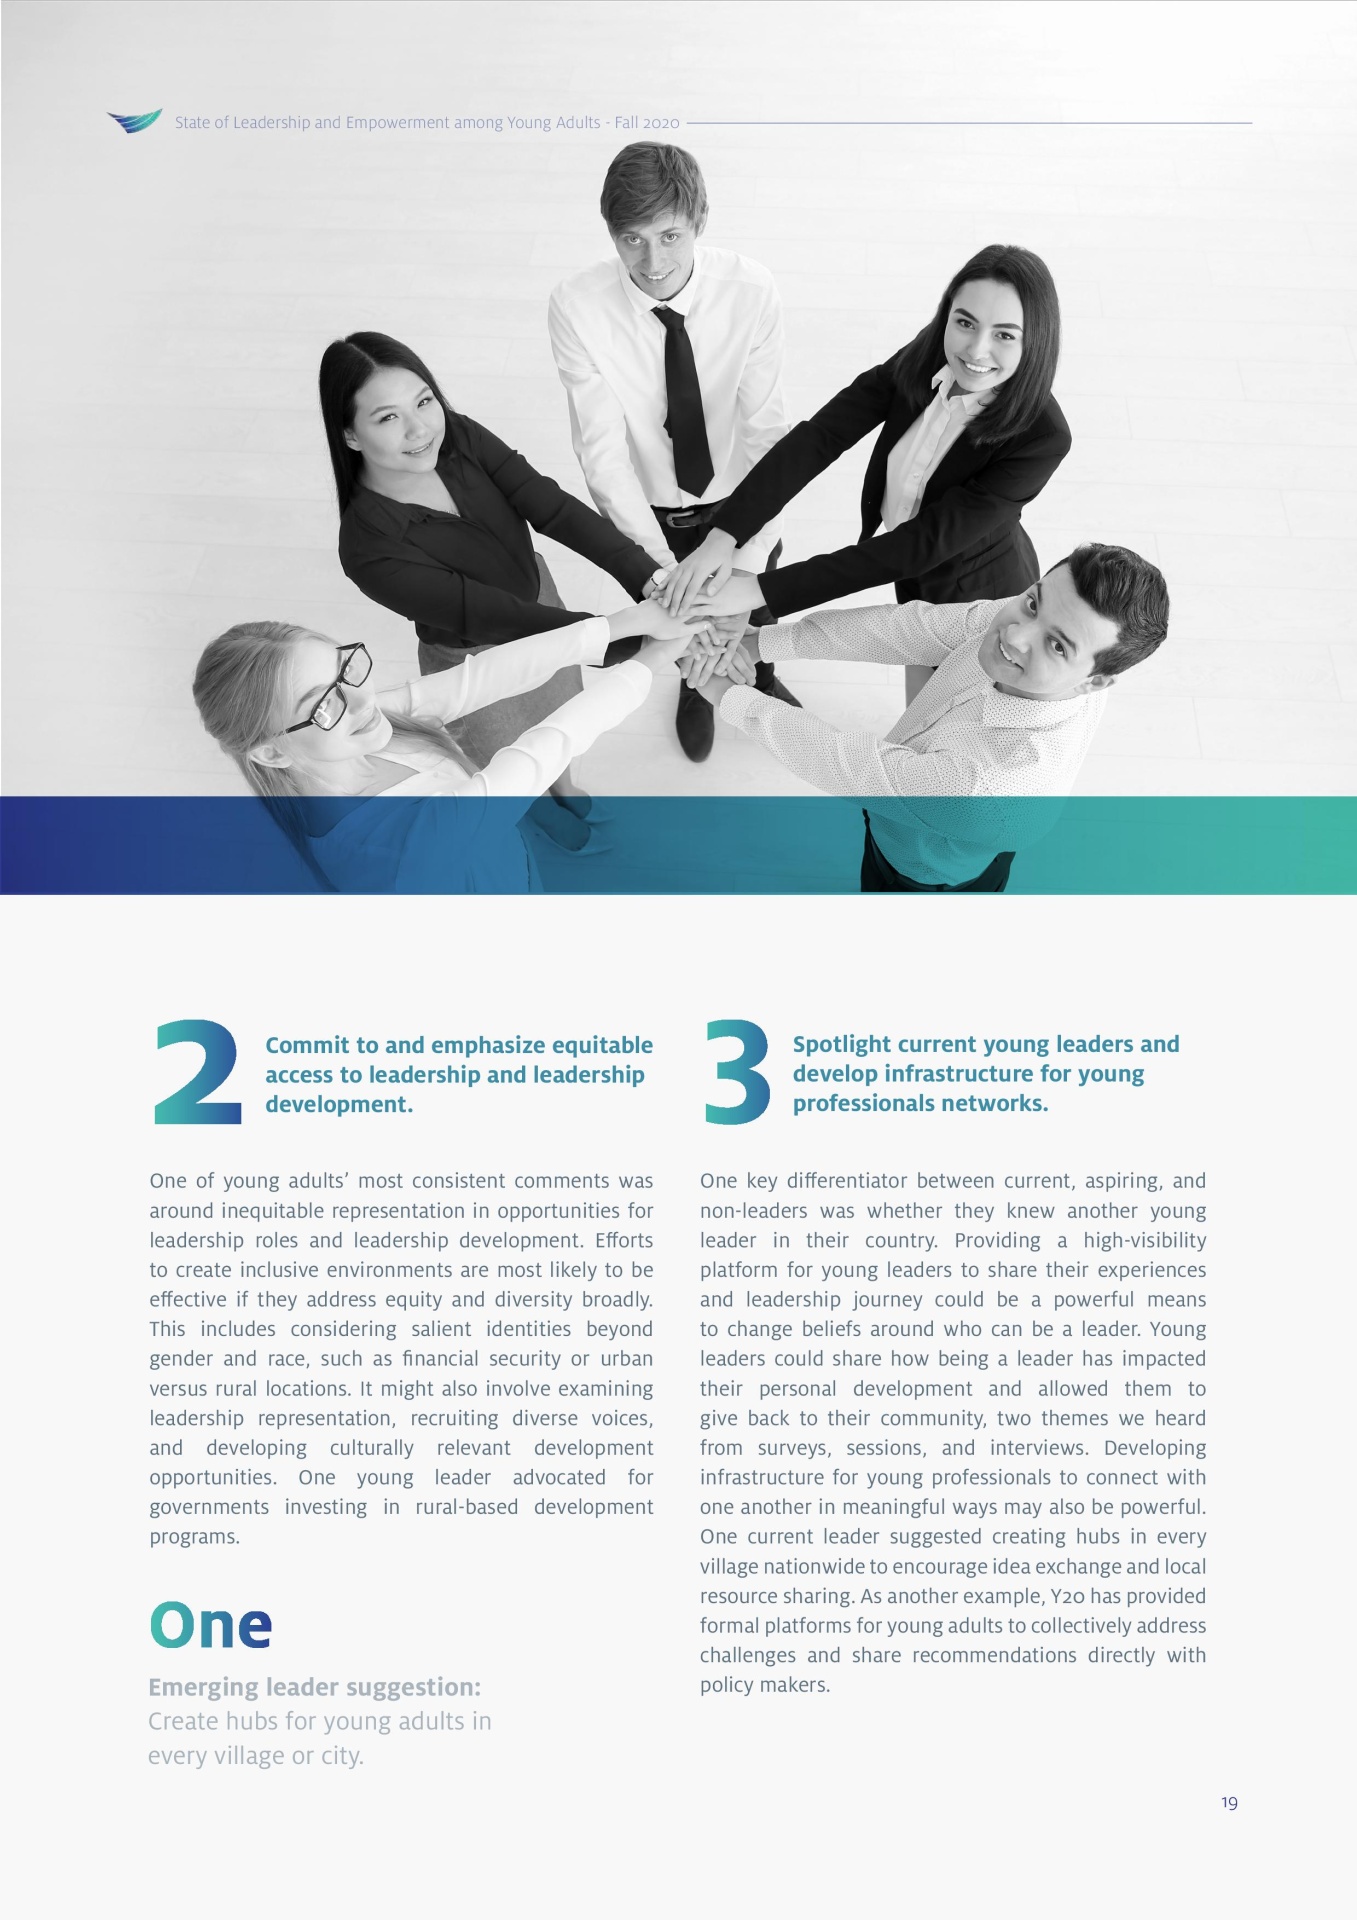 State of Leadership and Empowerment among Young Adults - Fall 2020
2
Commit to and emphasize equitable
access to leadership and leadership
development.
One of young adults’ most consistent comments was
around inequitable representation in opportunities for
leadership roles and leadership development. Efforts
to create inclusive environments are most likely to be
effective if they address equity and diversity broadly.
This includes considering salient identities beyond
gender and race, such as financial security or urban
versus rural locations. It might also involve examining
leadership representation, recruiting diverse voices,
and developing culturally relevant development
opportunities. One young leader advocated for
governments investing in rural-based development
programs.
One
Emerging leader suggestion:
Create hubs for young adults in
every village or city.
3
Spotlight current young leaders and
develop infrastructure for young
professionals networks.
One key differentiator between current, aspiring, and
non-leaders was whether they knew another young
leader in their country. Providing a high-visibility
platform for young leaders to share their experiences
and leadership journey could be a powerful means
to change beliefs around who can be a leader. Young
leaders could share how being a leader has impacted
their personal development and allowed them to
give back to their community, two themes we heard
from surveys, sessions, and interviews. Developing
infrastructure for young professionals to connect with
one another in meaningful ways may also be powerful.
One current leader suggested creating hubs in every
village nationwide to encourage idea exchange and local
resource sharing. As another example, Y20 has provided
formal platforms for young adults to collectively address
challenges and share recommendations directly with
policy makers.
19